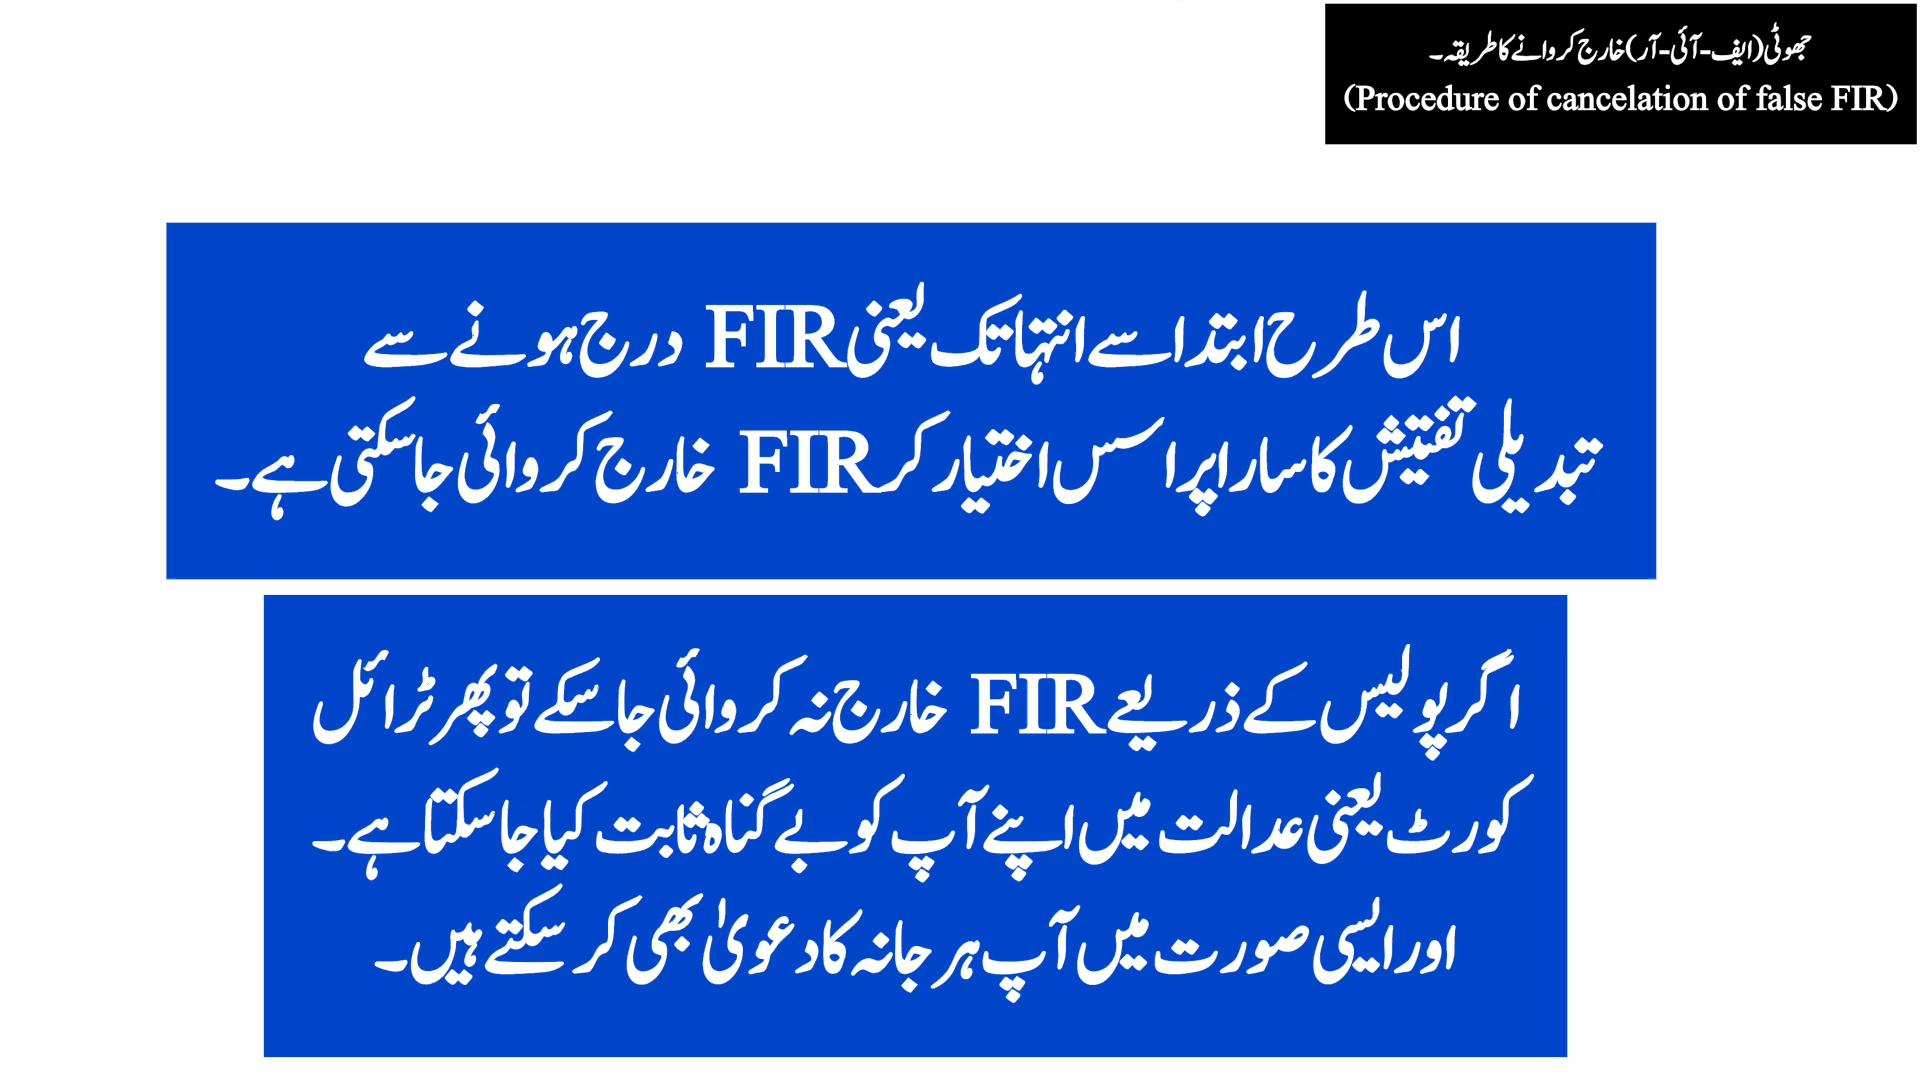 جھوٹی(ایف-آئی-آر)خارج کروانے کا طریقہ۔
(Procedure of cancelation of false FIR)
اس طرح ابتدا سے انتہا تک یعنی FIR درج ہونے سے
تبدیلی تفتیش کا سارا پراسس اختیار کر FIR خارج کروائی جا سکتی ہے۔
اگر پولیس کے ذریعے FIR خارج نہ کروائی جا سکے تو پھر ٹرائل
کورٹ یعنی عدالت میں اپنے آپ کو بے گناہ ثابت کیا جا سکتا ہے۔
اور ایسی صورت میں آپ ہرجانہ کا دعویٰ بھی کر سکتے ہیں۔